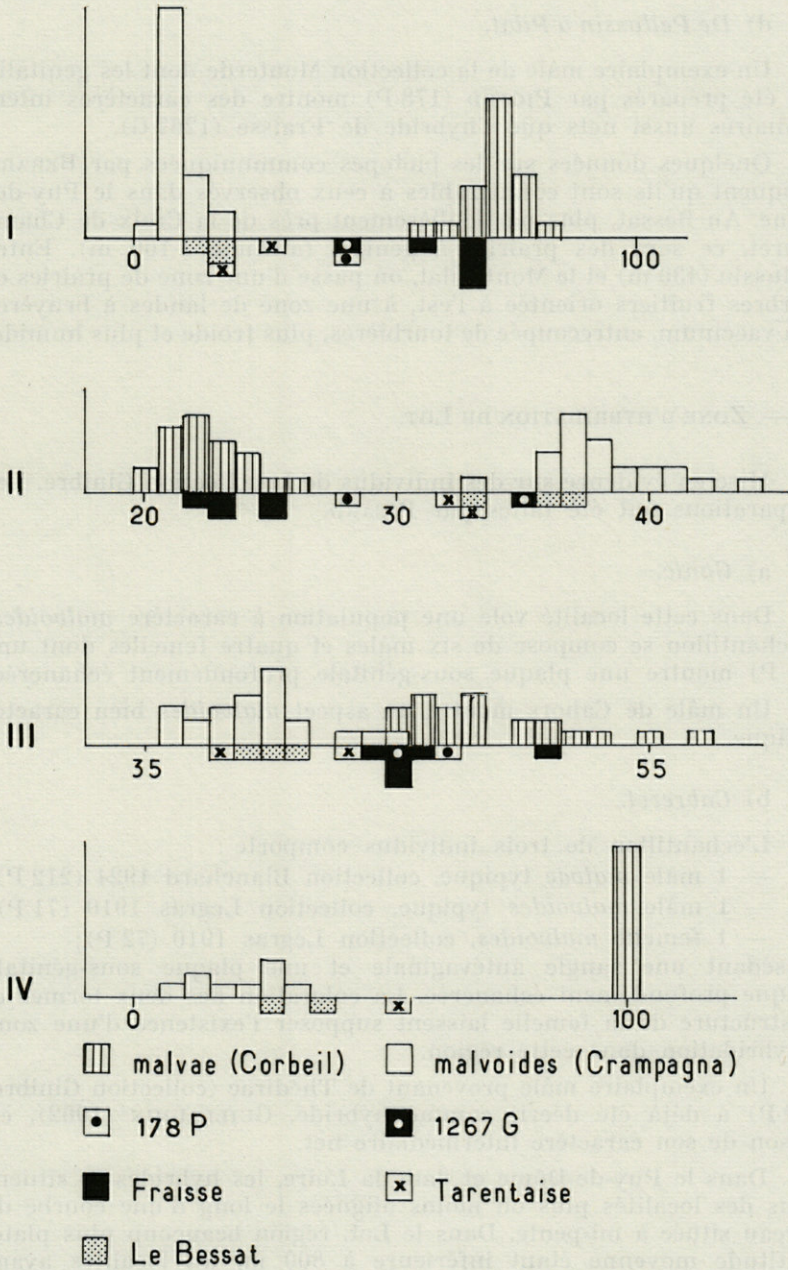 I
0 100
II
20 30 40
III
35 55
IV
0 100
malvae (Corbeil) malvoides (Crampagna)
178 P 1267 G
Fraisse x Tarentaise
Le Bessat